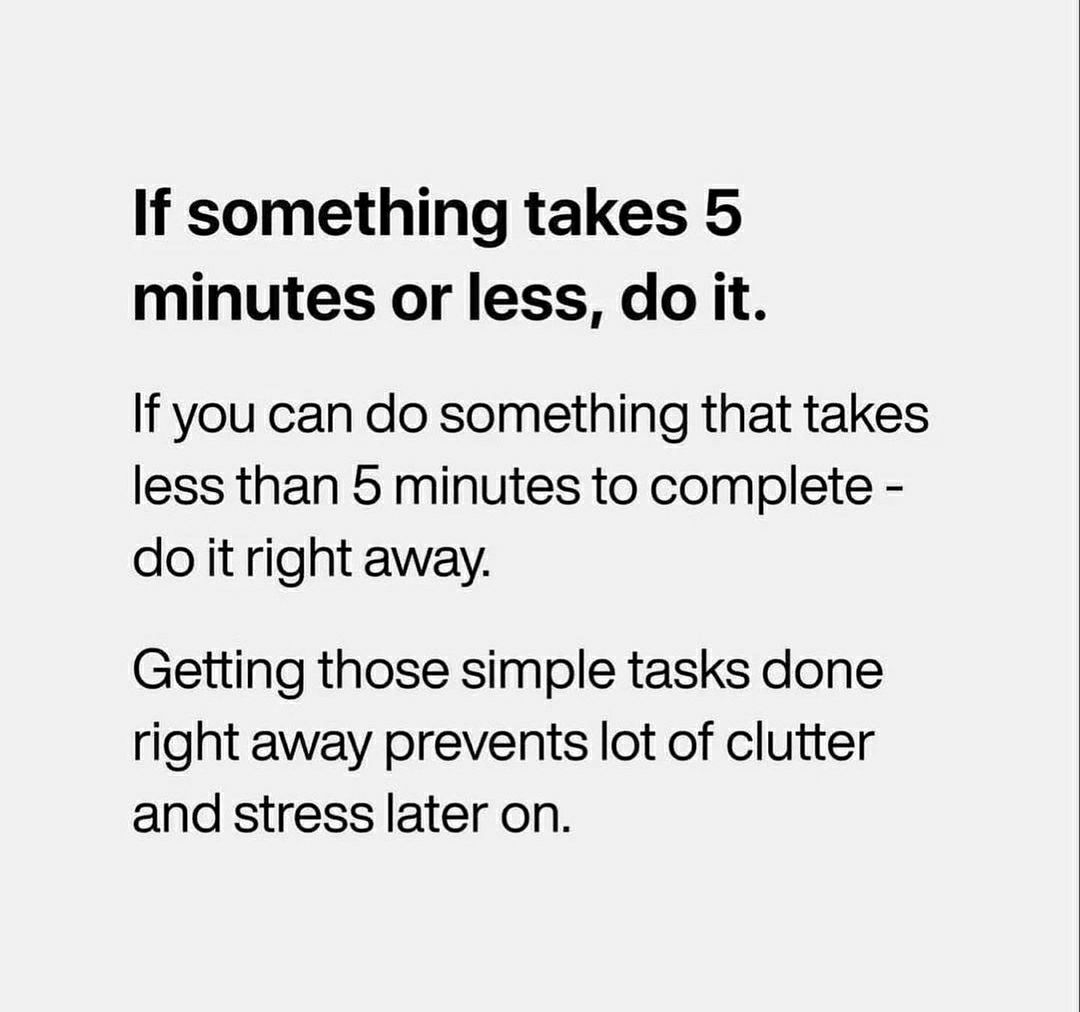 If something takes 5
minutes or less, do it.
If you can do something that takes
less than 5 minutes to complete -
do it right away.
Getting those simple tasks done
right away prevents lot of clutter
and stress later on.